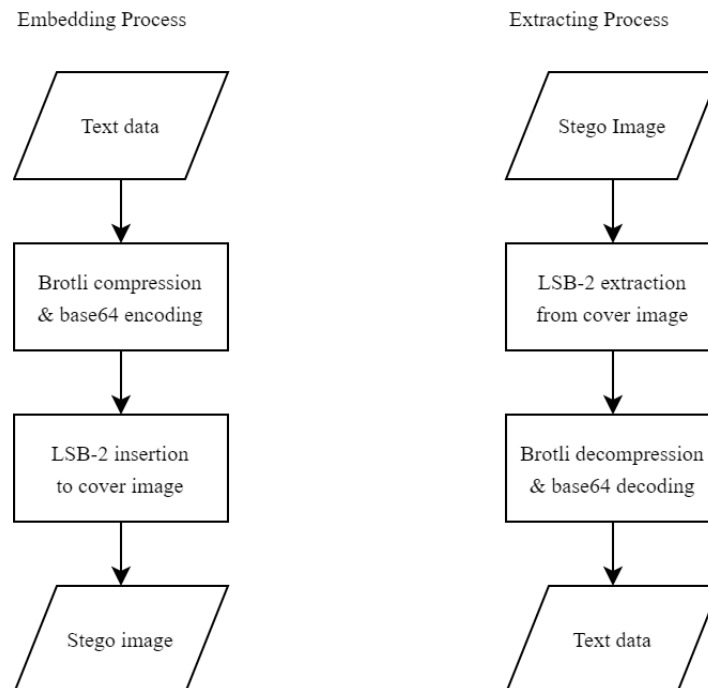 Embedding Process
Text data
Brotli compression
& base64 encoding
LSB-2 insertion
to cover image
Stego image
Extracting Process
Stego Image
LSB-2 extraction
from cover image
Brotli decompression
& base64 decoding
Text data